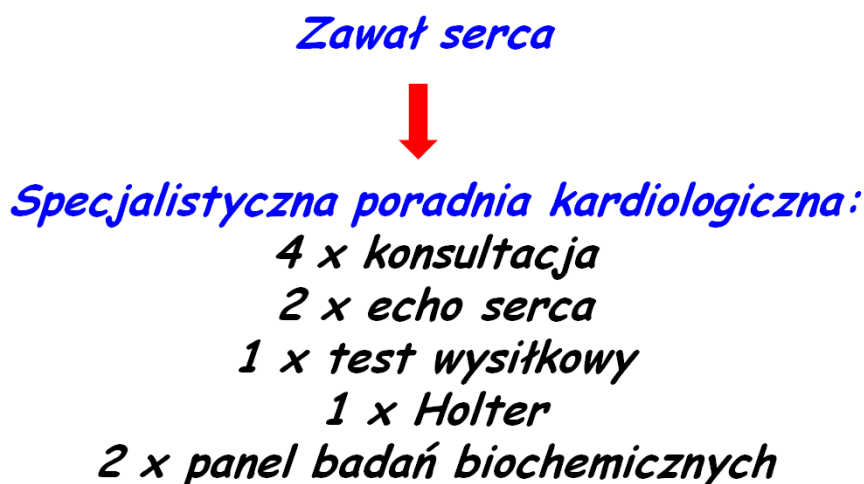 Zawał serca
Specjalistyczna poradnia kardiologiczna:
4 x konsultacja
2 x echo serca
1 x test wysiłkowy
1 x Holter
2 x panel badań biochemicznych